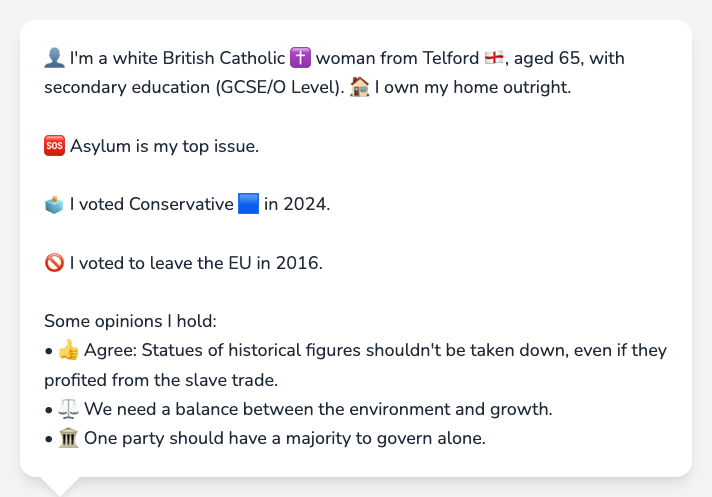 👤 I'm a white British Catholic ✝️ woman from Telford 🏴󠁧󠁢󠁥󠁮󠁧󠁿, aged 65, with
secondary education (GCSE/O Level). 🏠 I own my home outright.
🆘 Asylum is my top issue.
🗳️ I voted Conservative 🟦 in 2024.
🚫 I voted to leave the EU in 2016.
Some opinions I hold:
• 👍 Agree: Statues of historical figures shouldn't be taken down, even if they
profited from the slave trade.
• ⚖️ We need a balance between the environment and growth.
• 🏛️ One party should have a majority to govern alone.